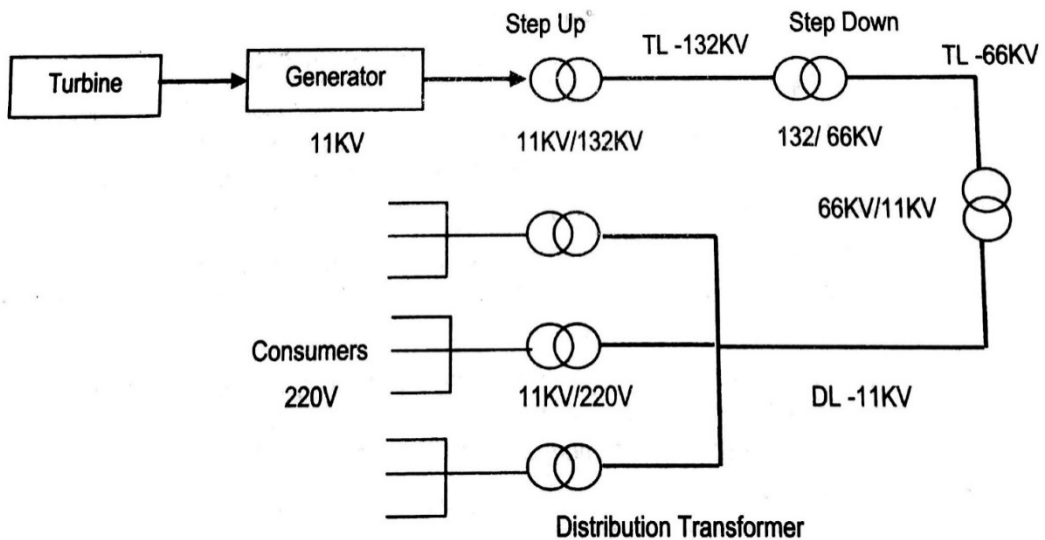 Step Up
TL -132KV
Step Down
TL -66KV
Turbine
Generator
11KV
11KV/132KV
132/ 66KV
66KV/11KV
Consumers
220V
11KV/220V
DL -11KV
Distribution Transformer